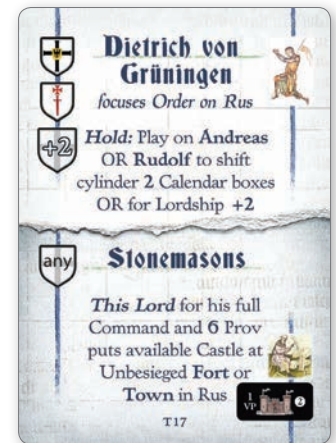 Dietrich von
Grüningen
focuses Order on Rus
+2
Hold: Play on Andreas
OR Rudolf to shift
cylinder 2 Calendar boxes
OR for Lordship +2
any
Stonemasons
This Lord for his full
Command and 6 Prov
puts available Castle at
Unbesieged Fort or
Town in Rus
1
VP
2
T17